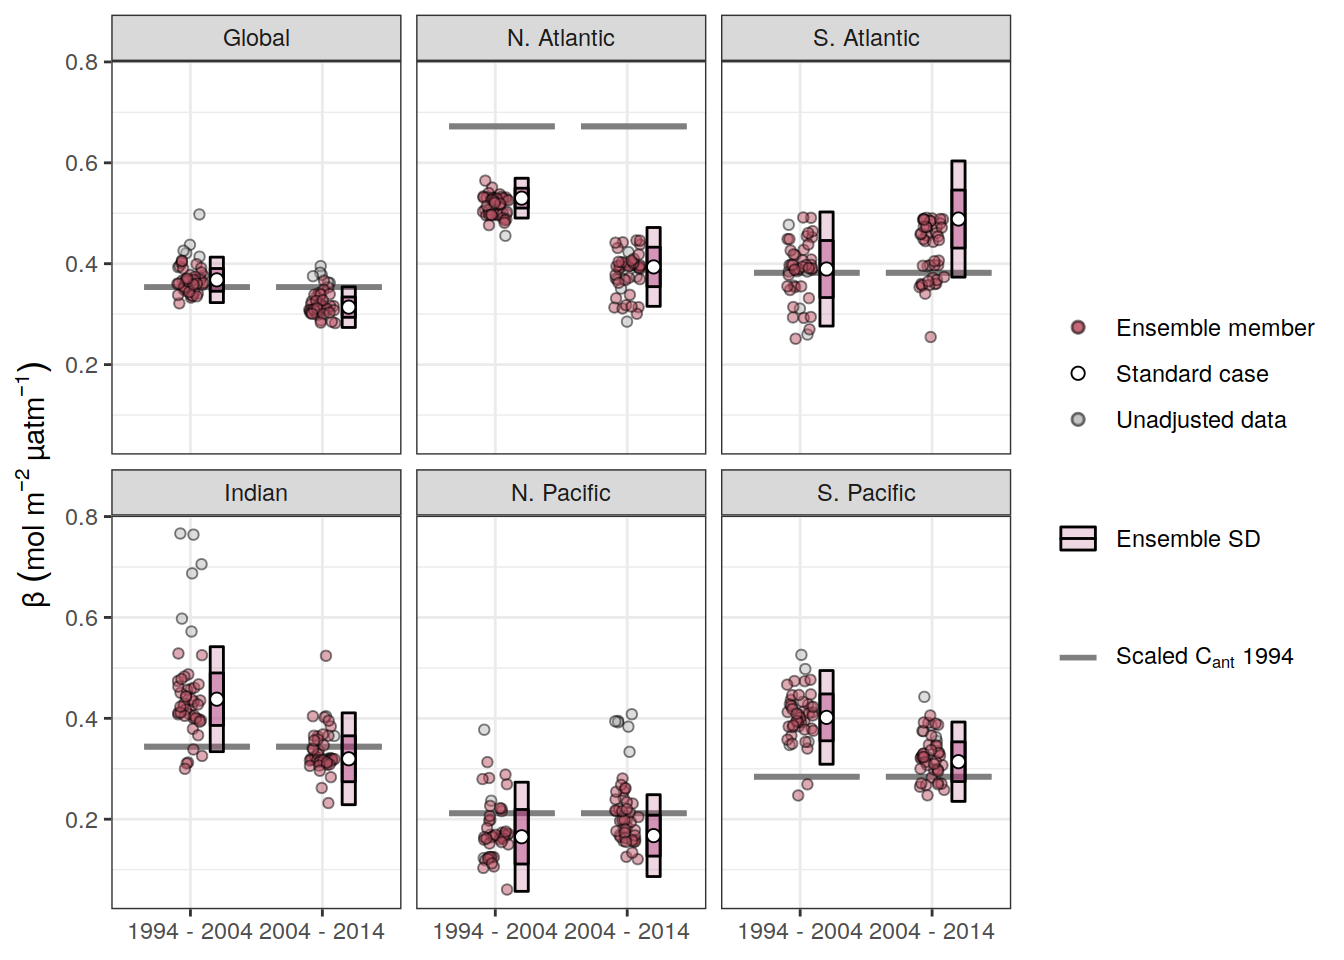 Global
N. Atlantic
S. Atlantic
0.8
0.6
0.4
0.2
Indian
N. Pacific
S. Pacific
0.8
0.6
0.4
0.2
1994 - 2004 2004 - 2014
1994 - 2004 2004 - 2014
1994 - 2004 2004 - 2014
β (mol m⁻² µatm⁻¹)
Ensemble member
Standard case
Unadjusted data
Ensemble SD
Scaled Cant 1994